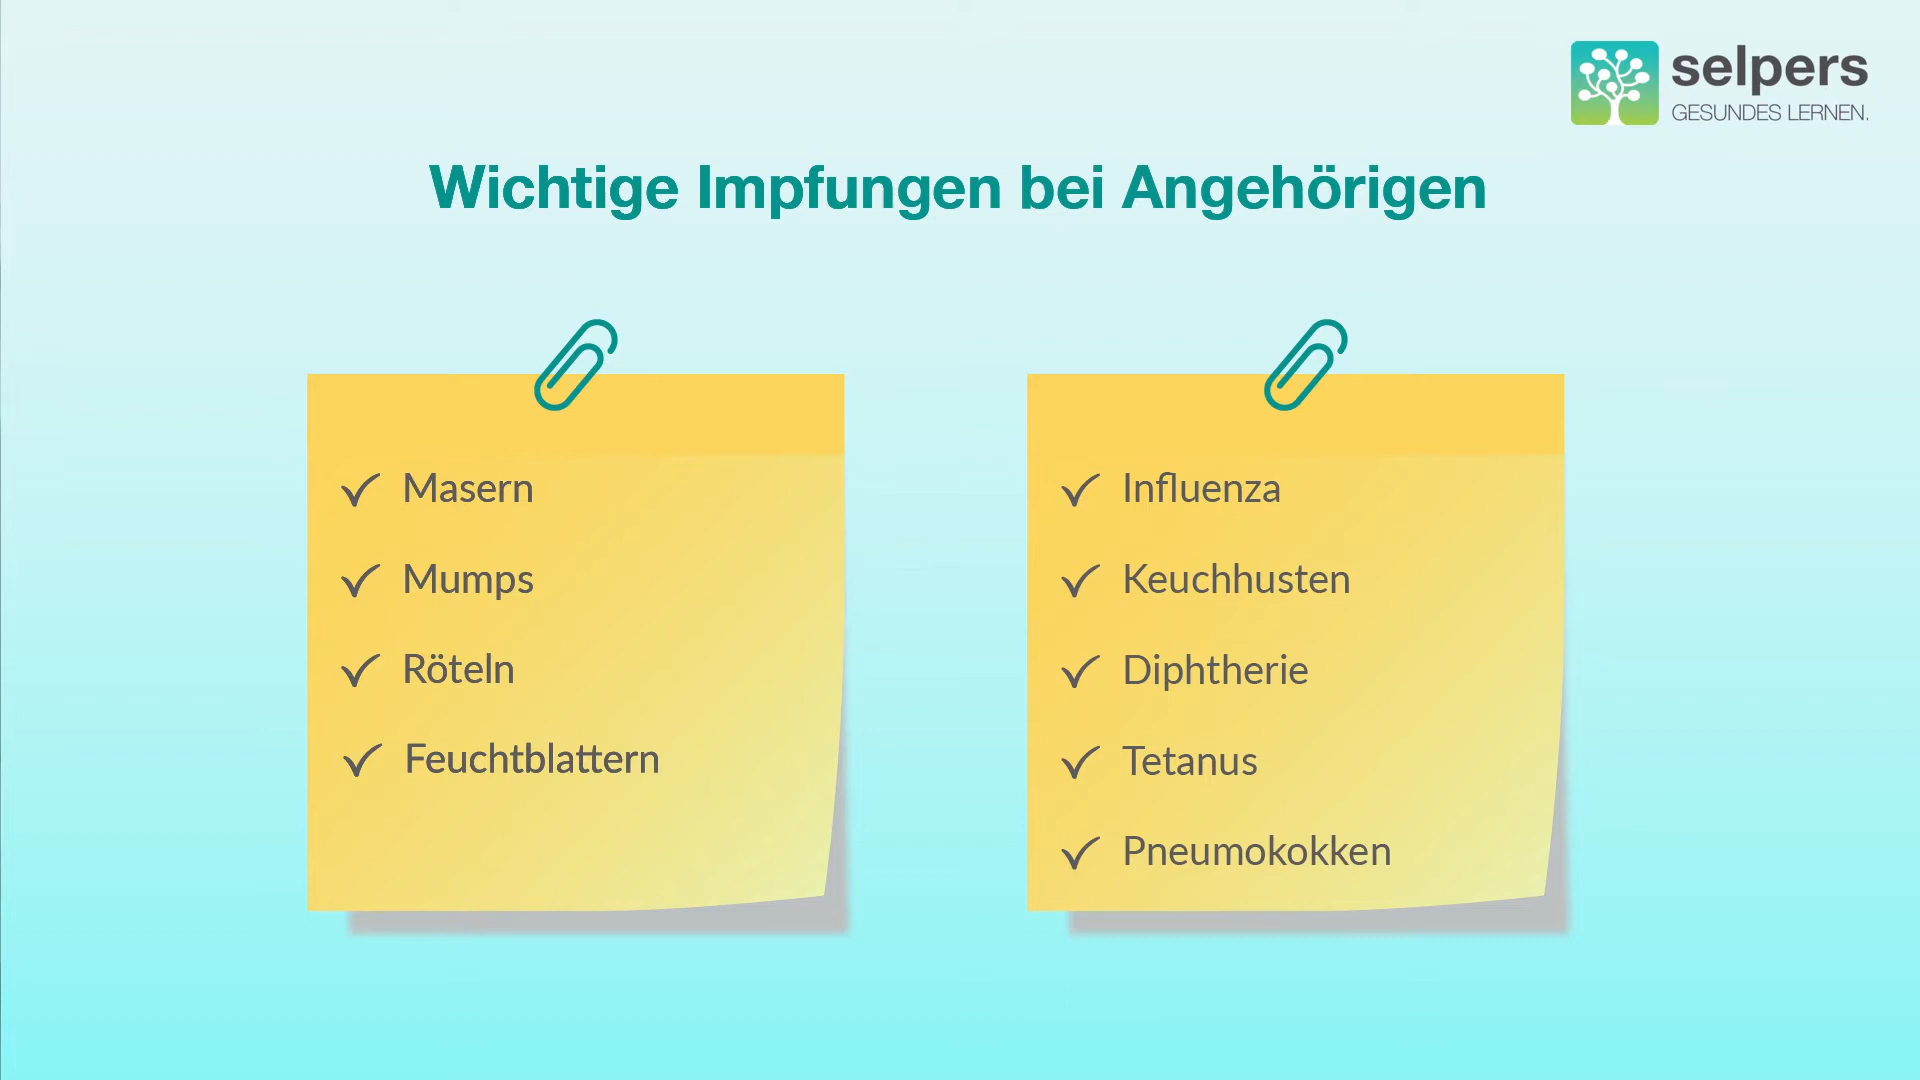 selpers
GESUNDES LERNEN.
Wichtige Impfungen bei Angehörigen
Masern
Mumps
Röteln
Feuchtblattern
Influenza
Keuchhusten
Diphtherie
Tetanus
Pneumokokken